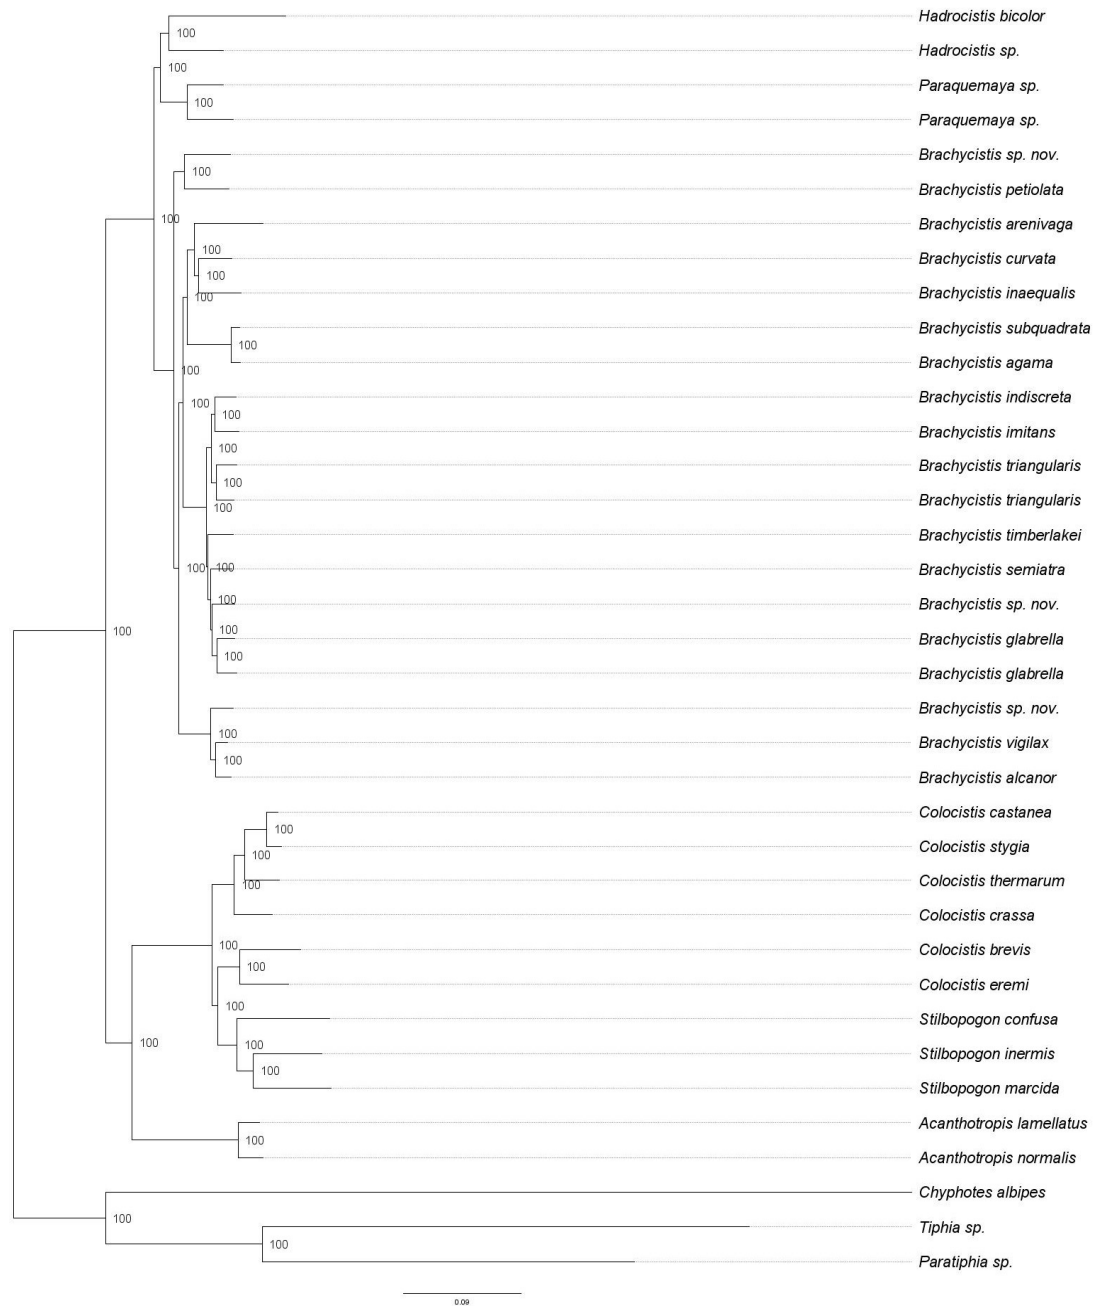 Hadrocistis bicolor
100
Hadrocistis sp.
100
Paraquemaya sp.
100
Paraquemaya sp.
Brachycistis sp. nov.
100
Brachycistis petiolata
100
Brachycistis arenivaga
100
Brachycistis curvata
100
Brachycistis inaequalis
100
Brachycistis subquadrata
100
Brachycistis agama
100
Brachycistis indiscreta
100
100
Brachycistis imitans
100
Brachycistis triangularis
100
Brachycistis triangularis
100
Brachycistis timberlakei
100 100
Brachycistis semiatra
100
Brachycistis sp. nov.
100
100
Brachycistis glabrella
100
Brachycistis glabrella
Brachycistis sp. nov.
100
Brachycistis vigilax
100
Brachycistis alcanor
Colocistis castanea
100
Colocistis stygia
100
Colocistis thermarum
100
Colocistis crassa
100
Colocistis brevis
100
Colocistis eremi
100
Stilbopogon confusa
100
100
Stilbopogon inermis
100
Stilbopogon marcida
Acanthotropis lamellatus
100
Acanthotropis normalis
Chyphotes albipes
100
Tiphia sp.
100
Paratiphia sp.
0.09